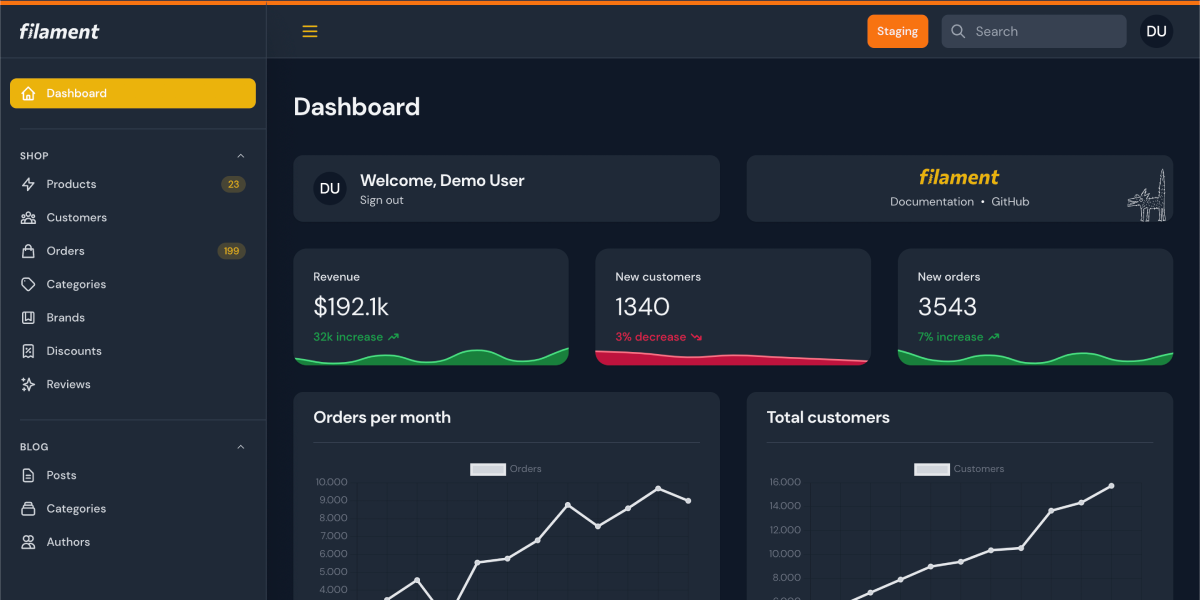 filament
Staging
Search
DU
Dashboard
SHOP
Products 23
Customers
Orders 199
Categories
Brands
Discounts
Reviews
BLOG
Posts
Categories
Authors
Dashboard
DU
Welcome, Demo User
Sign out
filament
Documentation • GitHub
Revenue
$192.1k
32k increase
New customers
1340
3% decrease
New orders
3543
7% increase
Orders per month
Orders
10.000
9.000
8.000
7.000
6.000
5.000
4.000
Total customers
Customers
16.000
14.000
12.000
10.000
8.000